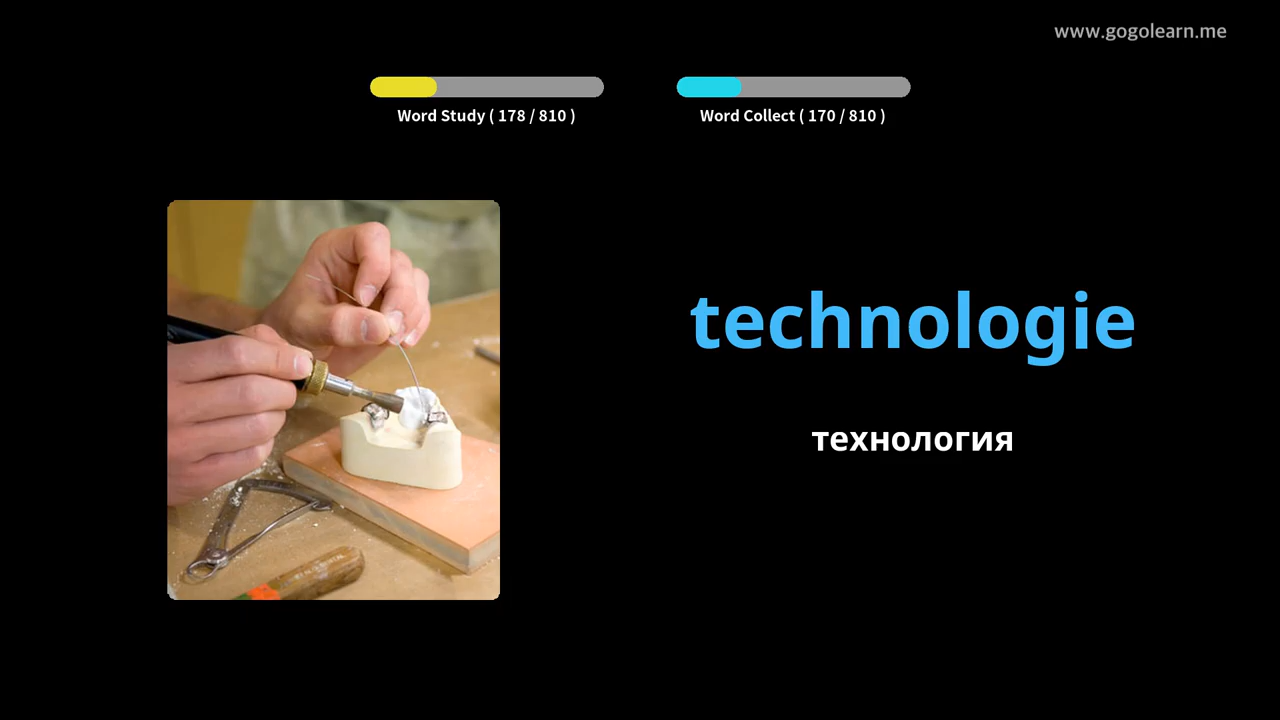 www.gogolearn.me
Word Study ( 178 / 810 )
Word Collect ( 170 / 810 )
technologie
технология